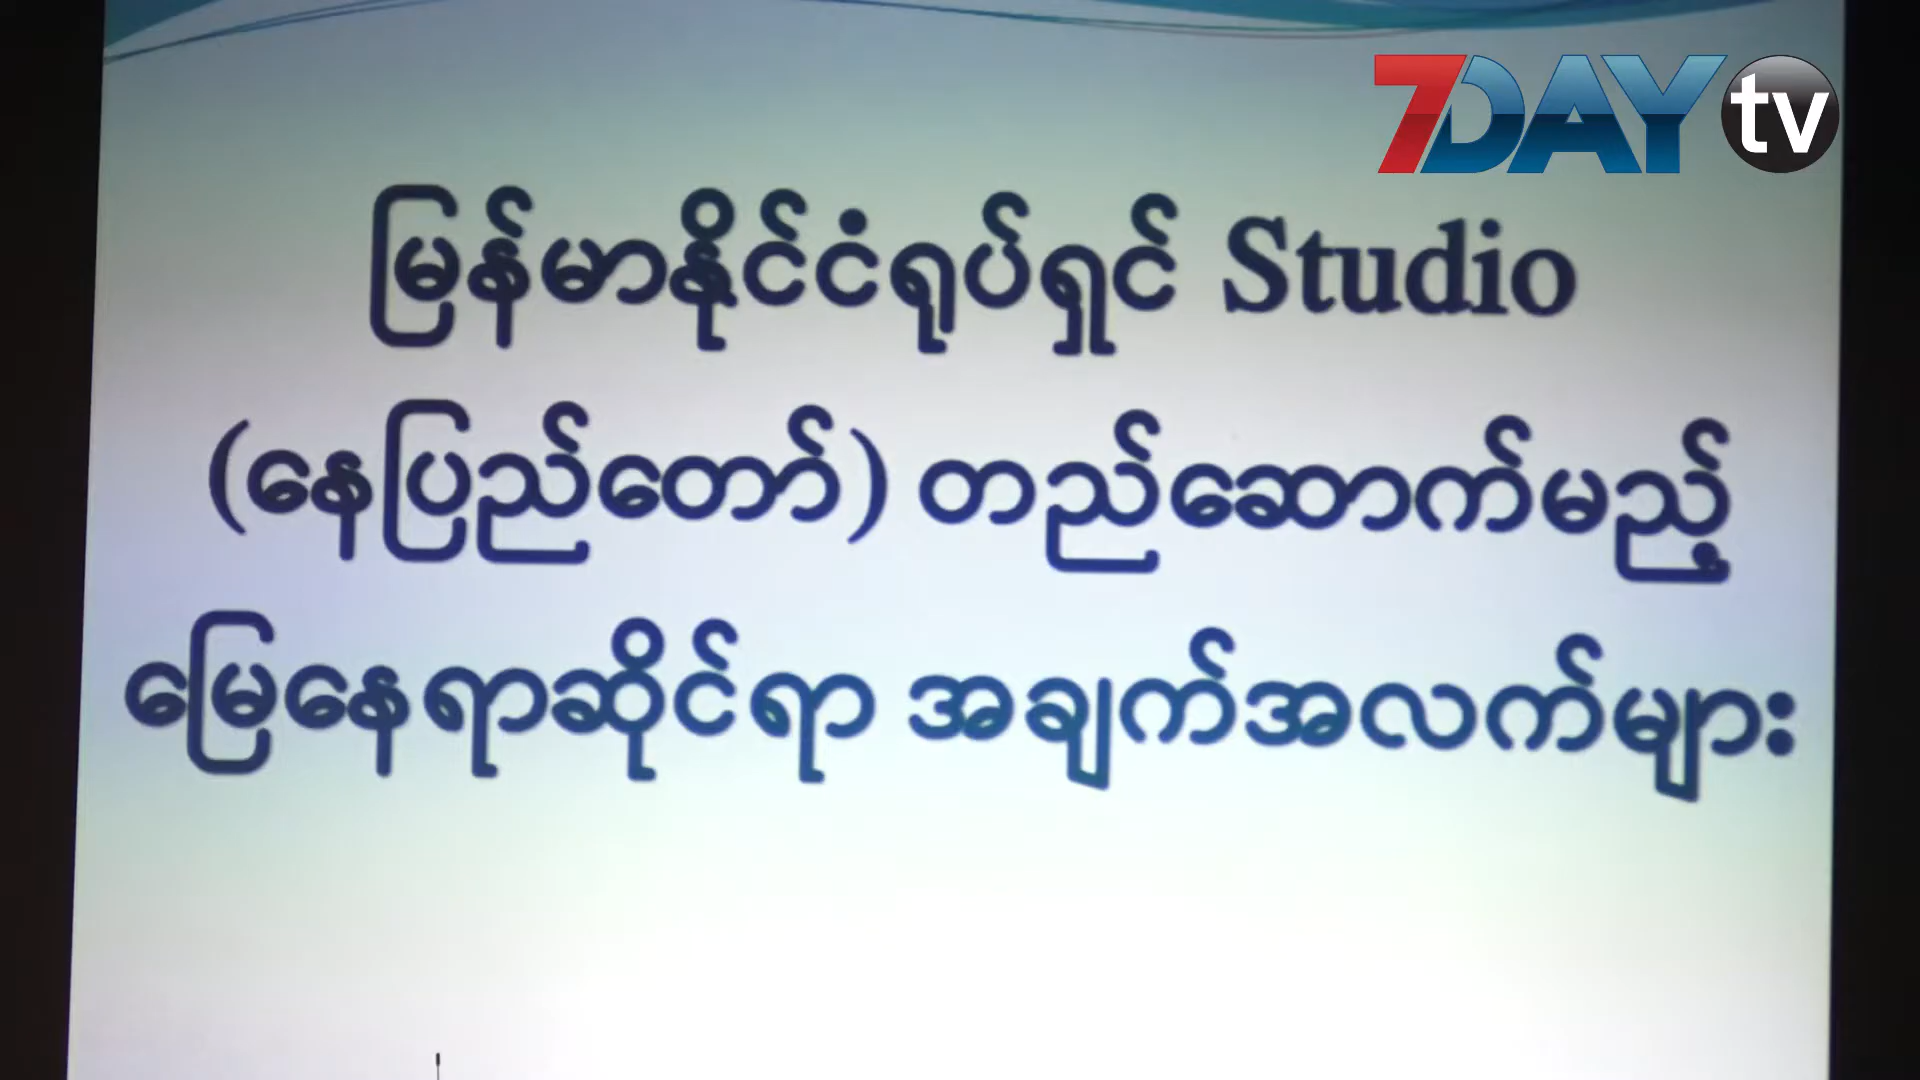 7DAY tv
မြန်မာနိုင်ငံရုပ်ရှင် Studio
(နေပြည်တော်) တည်ဆောက်မည့်
မြေနေရာဆိုင်ရာ အချက်အလက်များ